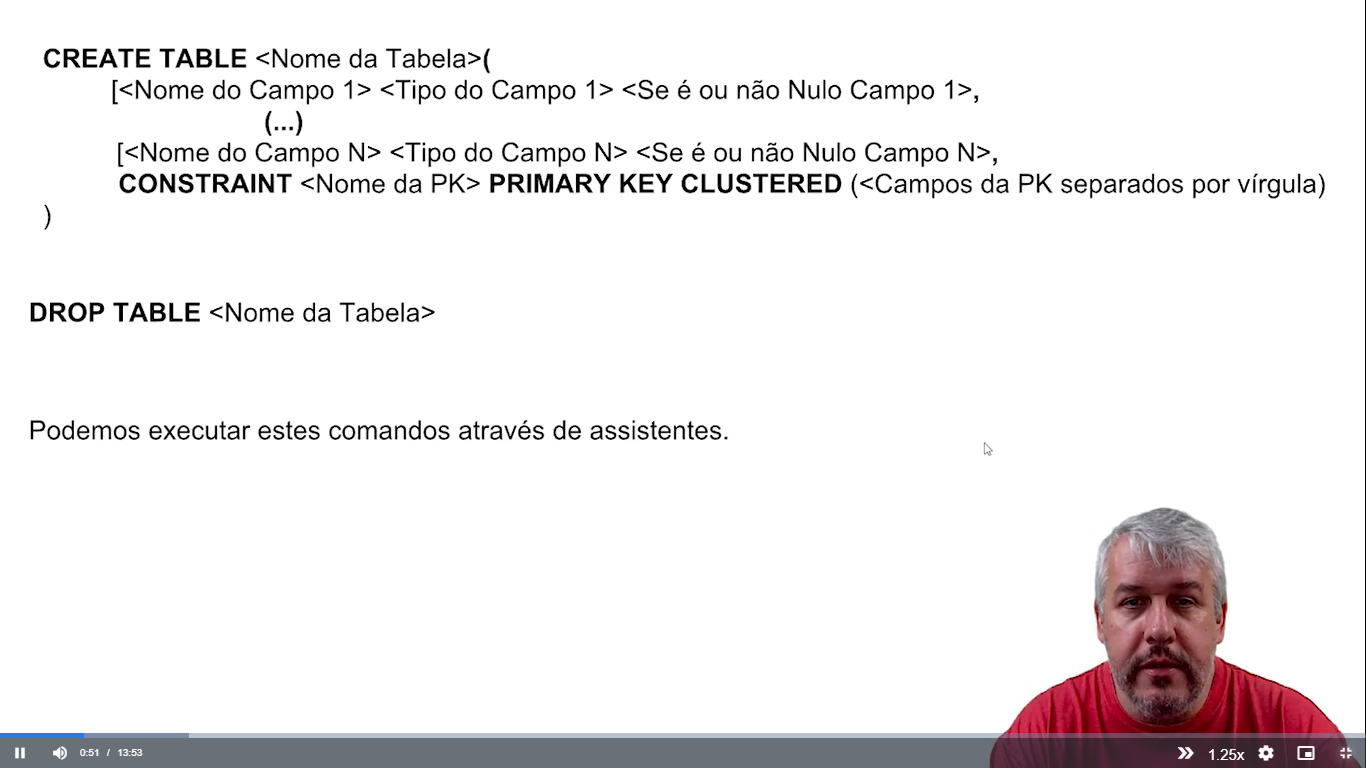 CREATE TABLE <Nome da Tabela>(
[<Nome do Campo 1> <Tipo do Campo 1> <Se é ou não Nulo Campo 1>,
(...)
[<Nome do Campo N> <Tipo do Campo N> <Se é ou não Nulo Campo N>,
CONSTRAINT <Nome da PK> PRIMARY KEY CLUSTERED (<Campos da PK separados por vírgula)
)
DROP TABLE <Nome da Tabela>
Podemos executar estes comandos através de assistentes.
0:51 / 13:53
1.25x